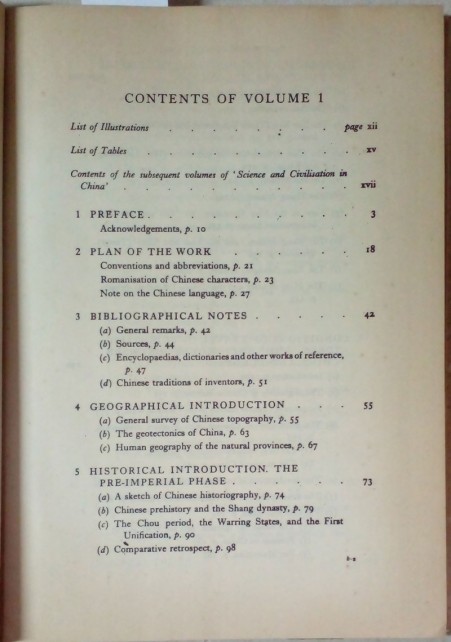 CONTENTS OF VOLUME 1
List of Illustrations . . . . . . . page xii
List of Tables . . . . . . . . . xv
Contents of the subsequent volumes of 'Science and Civilisation in
China' . . . . . . . . . . . xvii
1 PREFACE . . . . . . . . . 3
Acknowledgements, p. 10
2 PLAN OF THE WORK . . . . . . 18
Conventions and abbreviations, p. 21
Romanisation of Chinese characters, p. 23
Note on the Chinese language, p. 27
3 BIBLIOGRAPHICAL NOTES . . . . . 42
(a) General remarks, p. 42
(b) Sources, p. 44
(c) Encyclopaedias, dictionaries and other works of reference,
p. 47
(d) Chinese traditions of inventors, p. 51
4 GEOGRAPHICAL INTRODUCTION . . . 55
(a) General survey of Chinese topography, p. 55
(b) The geotectonics of China, p. 63
(c) Human geography of the natural provinces, p. 67
5 HISTORICAL INTRODUCTION. THE
PRE-IMPERIAL PHASE . . . . . . 73
(a) A sketch of Chinese historiography, p. 74
(b) Chinese prehistory and the Shang dynasty, p. 79
(c) The Chou period, the Warring States, and the First
Unification, p. 90
(d) Comparative retrospect, p. 98